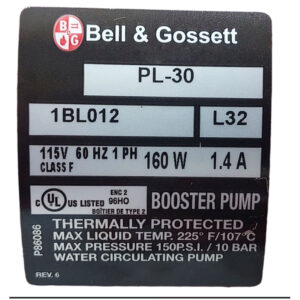 B&G Bell & Gossett
PL-30
1BL012 L32
115V 60 HZ 1 PH 160 W 1.4 A
CLASS F
C UL US LISTED ENC 2 96HO BOÎTIER DE TYPE 2 BOOSTER PUMP
THERMALLY PROTECTED
MAX LIQUID TEMP. 225° F/107°C
MAX PRESSURE 150P.S.I. / 10 BAR
WATER CIRCULATING PUMP
P86086
REV. 6